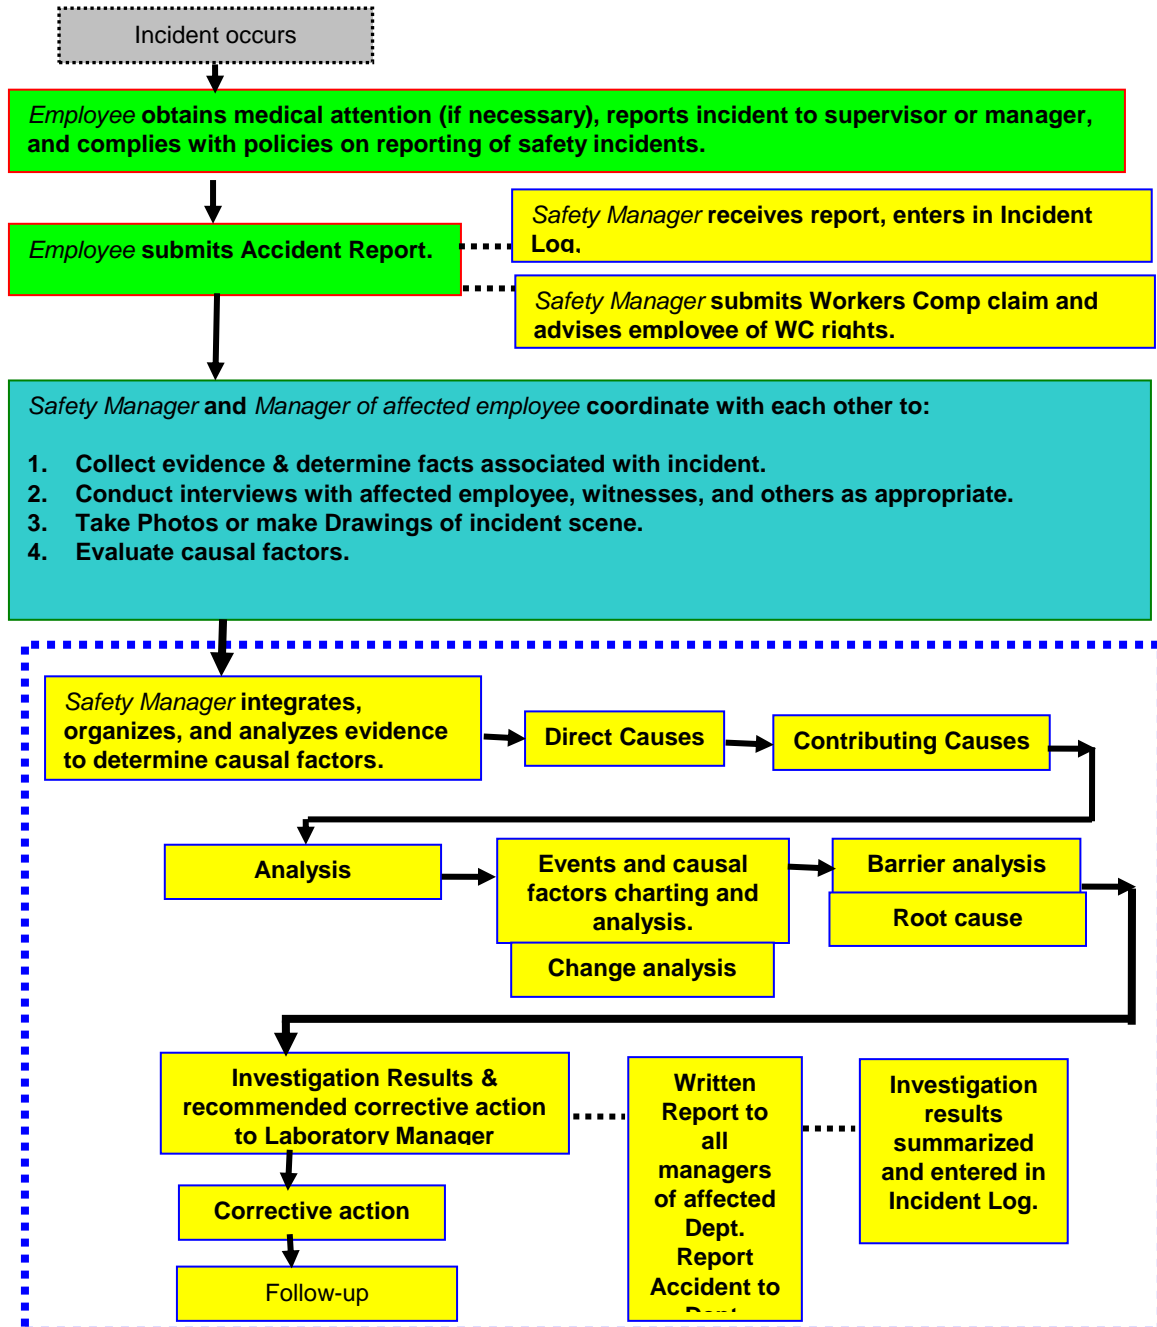 Incident occurs
Employee obtains medical attention (if necessary), reports incident to supervisor or manager,
and complies with policies on reporting of safety incidents.
Safety Manager receives report, enters in Incident
Log.
Employee submits Accident Report.
Safety Manager submits Workers Comp claim and
advises employee of WC rights.
Safety Manager and Manager of affected employee coordinate with each other to:
1. Collect evidence & determine facts associated with incident.
2. Conduct interviews with affected employee, witnesses, and others as appropriate.
3. Take Photos or make Drawings of incident scene.
4. Evaluate causal factors.
Safety Manager integrates,
organizes, and analyzes evidence
to determine causal factors.
Direct Causes
Contributing Causes
Analysis
Events and causal
factors charting and
analysis.
Change analysis
Barrier analysis
Root cause
Investigation Results &
recommended corrective action
to Laboratory Manager
Written
Report to
all
managers
of affected
Dept.
Report
Accident to
Investigation
results
summarized
and entered in
Incident Log.
Corrective action
Follow-up